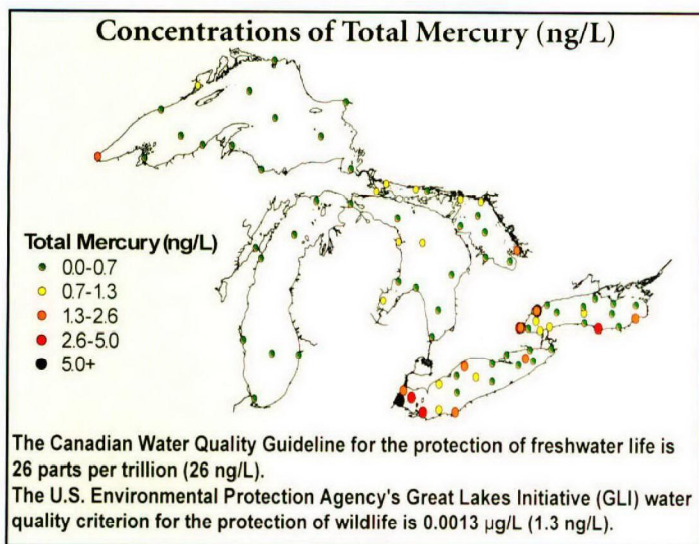 Concentrations of Total Mercury (ng/L)
Total Mercury (ng/L)
0.0-0.7
0.7-1.3
1.3-2.6
2.6-5.0
5.0+
The Canadian Water Quality Guideline for the protection of freshwater life is
26 parts per trillion (26 ng/L).
The U.S. Environmental Protection Agency's Great Lakes Initiative (GLI) water
quality criterion for the protection of wildlife is 0.0013 µg/L (1.3 ng/L).